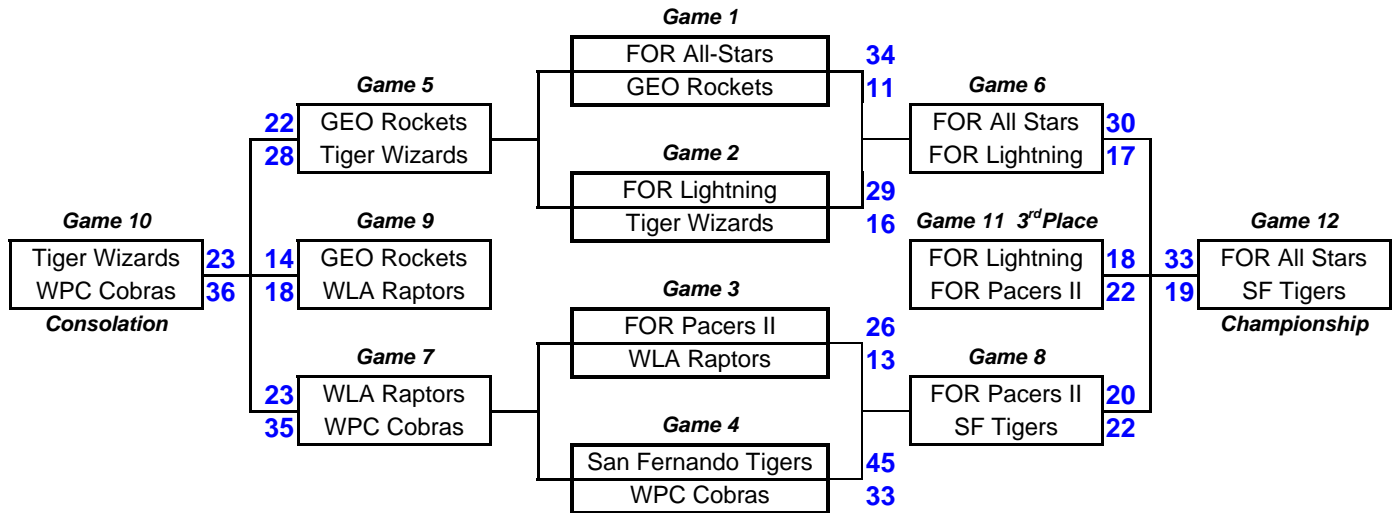 Game 1
FOR All-Stars 34
GEO Rockets 11
Game 5
22 GEO Rockets
28 Tiger Wizards
Game 6
FOR All Stars 30
FOR Lightning 17
Game 2
FOR Lightning 29
Tiger Wizards 16
Game 10
Tiger Wizards 23
WPC Cobras 36
Consolation
Game 9
14 GEO Rockets
18 WLA Raptors
Game 11 3rd Place
FOR Lightning 18
FOR Pacers II 22
Game 12
33 FOR All Stars
19 SF Tigers
Championship
Game 3
FOR Pacers II 26
WLA Raptors 13
Game 7
23 WLA Raptors
35 WPC Cobras
Game 8
FOR Pacers II 20
SF Tigers 22
Game 4
San Fernando Tigers 45
WPC Cobras 33